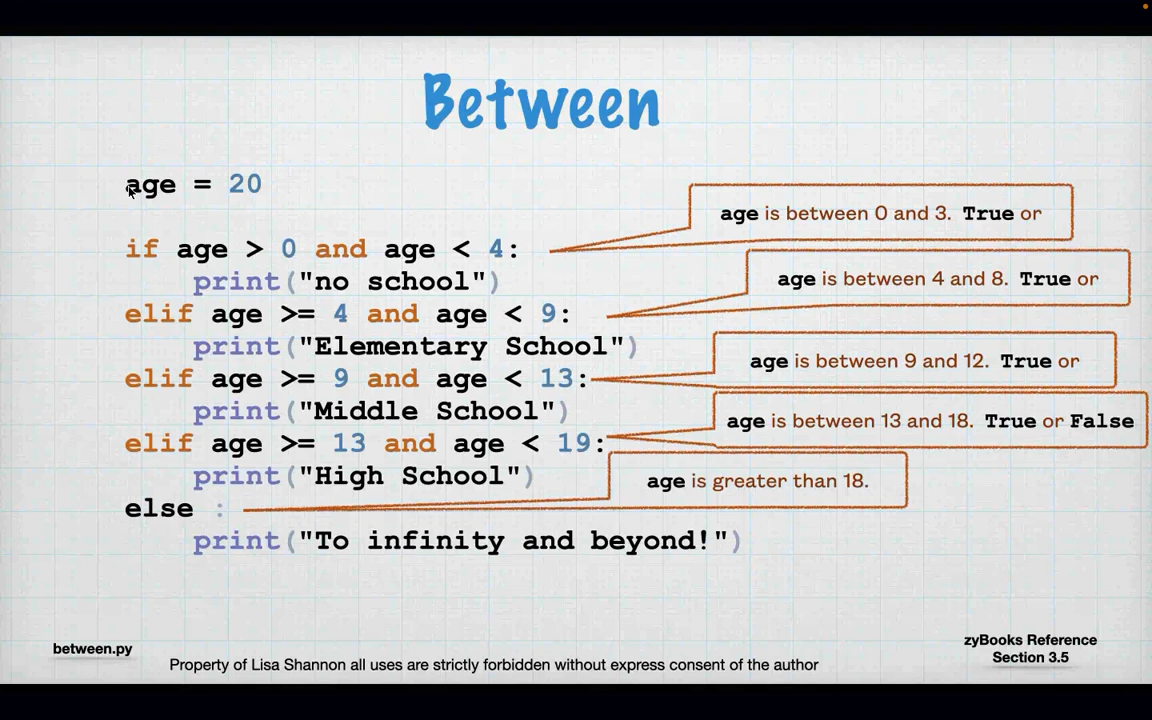 Between
age = 20
if age > 0 and age < 4:
age is between 0 and 3. True or
print("no school")
age is between 4 and 8. True or
elif age >= 4 and age < 9:
print("Elementary School")
age is between 9 and 12. True or
elif age >= 9 and age < 13:
print("Middle School")
age is between 13 and 18. True or False
elif age >= 13 and age < 19:
print("High School")
age is greater than 18.
else :
print("To infinity and beyond!")
between.py
Property of Lisa Shannon all uses are strictly forbidden without express consent of the author
zyBooks Reference
Section 3.5